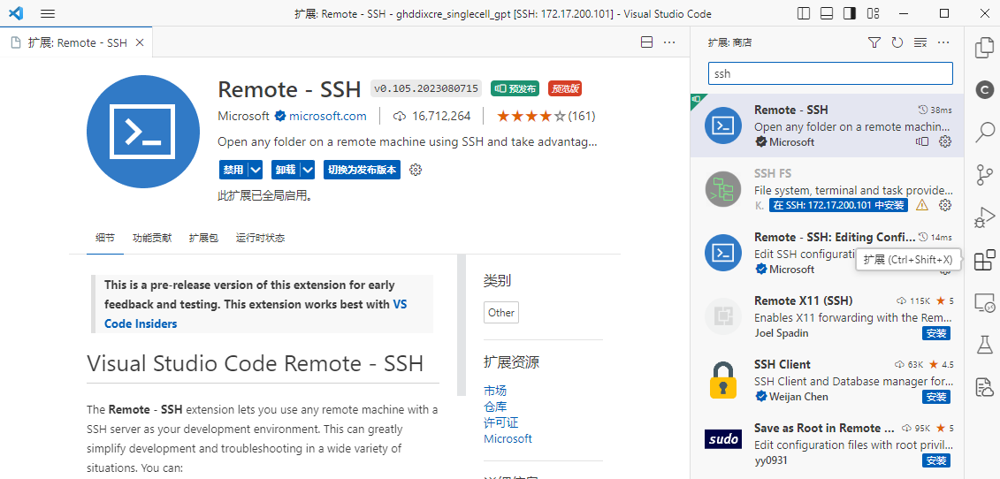 扩展: Remote - SSH - ghddixcre_singlecell_gpt [SSH: 172.17.200.101] - Visual Studio Code
扩展: Remote - SSH
Remote - SSH
v0.105.2023080715
预发布
预览版
Microsoft
microsoft.com
16,712,264
(161)
Open any folder on a remote machine using SSH and take advantag...
禁用
卸载
切换为发布版本
此扩展已全局启用。
细节
功能贡献
扩展包
运行时状态
This is a pre-release version of this extension for early
feedback and testing. This extension works best with VS
Code Insiders
Visual Studio Code Remote - SSH
The Remote - SSH extension lets you use any remote machine with a
SSH server as your development environment. This can greatly
simplify development and troubleshooting in a wide variety of
situations. You can:
类别
Other
扩展资源
市场
仓库
许可证
Microsoft
扩展: 商店
ssh
Remote - SSH
38ms
Open any folder on a remote machin...
Microsoft
SSH FS
File system, terminal and task provide...
K.
在 SSH: 172.17.200.101 中安装
Remote - SSH: Editing Confi...
14ms
Edit SSH configurati
Microsoft
扩展 (Ctrl+Shift+X)
Remote X11 (SSH)
115K
5
Enables X11 forwarding with the Rem...
Joel Spadin
安装
SSH Client
63K
4.5
SSH Client and Database manager for...
Weijan Chen
安装
sudo
Save as Root in Remote ...
95K
5
Edit configuration files with root privil...
yy0931
安装